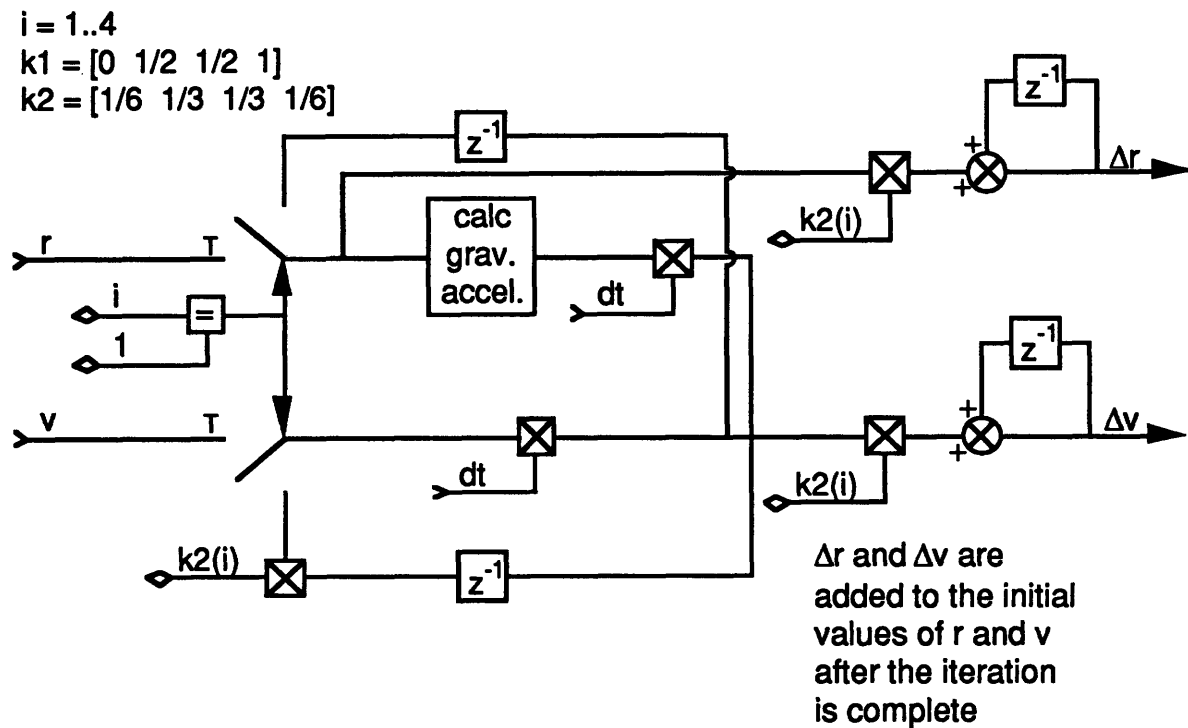 i = 1..4
k1 = [0 1/2 1/2 1]
k2 = [1/6 1/3 1/3 1/6]
z⁻¹
z⁻¹
Δr
k2(i)
calc
grav.
accel.
r
T
dt
i
=
1
z⁻¹
v
T
Δv
dt
k2(i)
k2(i)
z⁻¹
+
+
+
+
Δr and Δv are
added to the initial
values of r and v
after the iteration
is complete